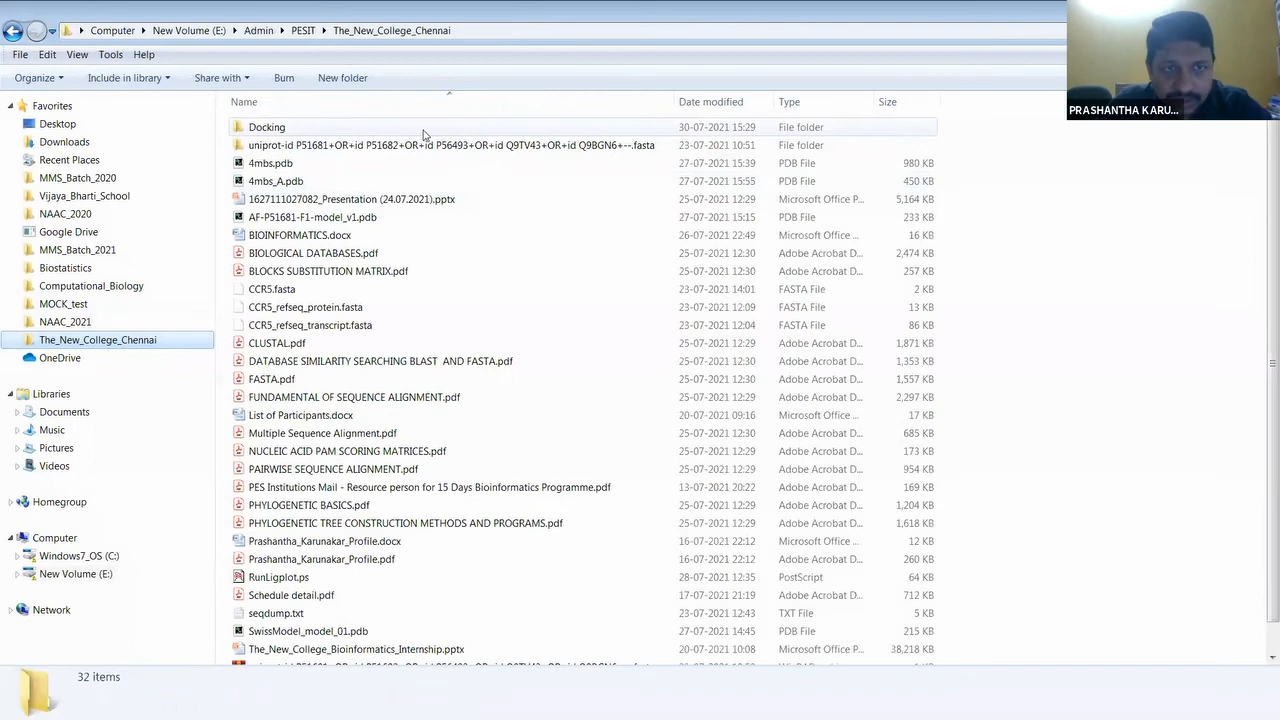 Computer New Volume (E:) Admin PESIT The_New_College_Chennai
File Edit View Tools Help
Organize Include in library Share with Burn New folder
PRASHANTHA KARU...
Favorites
Desktop
Downloads
Recent Places
MMS_Batch_2020
Vijaya_Bharti_School
NAAC_2020
Google Drive
MMS_Batch_2021
Biostatistics
Computational_Biology
MOCK_test
NAAC_2021
The_New_College_Chennai
OneDrive
Libraries
Documents
Music
Pictures
Videos
Homegroup
Computer
Windows7_OS (C:)
New Volume (E:)
Network
Name Date modified Type Size
Docking 30-07-2021 15:29 File folder
uniprot-id P51681+OR+id P51682+OR+id P56493+OR+id Q9TV43+OR+id Q9BGN6+--.fasta 23-07-2021 10:51 File folder
4mbs.pdb 27-07-2021 15:39 PDB File 980 KB
4mbs_A.pdb 27-07-2021 15:55 PDB File 450 KB
1627111027082_Presentation (24.07.2021).pptx 25-07-2021 12:29 Microsoft Office P... 5,164 KB
AF-P51681-F1-model_v1.pdb 27-07-2021 15:15 PDB File 233 KB
BIOINFORMATICS.docx 26-07-2021 22:49 Microsoft Office ... 16 KB
BIOLOGICAL DATABASES.pdf 25-07-2021 12:30 Adobe Acrobat D... 2,474 KB
BLOCKS SUBSTITUTION MATRIX.pdf 25-07-2021 12:30 Adobe Acrobat D... 257 KB
CCR5.fasta 23-07-2021 14:01 FASTA File 2 KB
CCR5_refseq_protein.fasta 23-07-2021 12:09 FASTA File 13 KB
CCR5_refseq_transcript.fasta 23-07-2021 12:04 FASTA File 86 KB
CLUSTAL.pdf 25-07-2021 12:29 Adobe Acrobat D... 1,871 KB
DATABASE SIMILARITY SEARCHING BLAST AND FASTA.pdf 25-07-2021 12:30 Adobe Acrobat D... 1,353 KB
FASTA.pdf 25-07-2021 12:30 Adobe Acrobat D... 1,557 KB
FUNDAMENTAL OF SEQUENCE ALIGNMENT.pdf 25-07-2021 12:29 Adobe Acrobat D... 2,297 KB
List of Participants.docx 20-07-2021 09:16 Microsoft Office ... 17 KB
Multiple Sequence Alignment.pdf 25-07-2021 12:30 Adobe Acrobat D... 685 KB
NUCLEIC ACID PAM SCORING MATRICES.pdf 25-07-2021 12:29 Adobe Acrobat D... 173 KB
PAIRWISE SEQUENCE ALIGNMENT.pdf 25-07-2021 12:29 Adobe Acrobat D... 954 KB
PES Institutions Mail - Resource person for 15 Days Bioinformatics Programme.pdf 13-07-2021 20:22 Adobe Acrobat D... 169 KB
PHYLOGENETIC BASICS.pdf 25-07-2021 12:29 Adobe Acrobat D... 1,204 KB
PHYLOGENETIC TREE CONSTRUCTION METHODS AND PROGRAMS.pdf 25-07-2021 12:29 Adobe Acrobat D... 1,618 KB
Prashantha_Karunakar_Profile.docx 16-07-2021 22:12 Microsoft Office ... 12 KB
Prashantha_Karunakar_Profile.pdf 16-07-2021 22:12 Adobe Acrobat D... 260 KB
RunLigplot.ps 28-07-2021 12:35 PostScript 64 KB
Schedule detail.pdf 17-07-2021 21:19 Adobe Acrobat D... 712 KB
seqdump.txt 23-07-2021 12:43 TXT File 5 KB
SwissModel_model_01.pdb 27-07-2021 14:45 PDB File 215 KB
The_New_College_Bioinformatics_Internship.pptx 20-07-2021 10:08 Microsoft Office P... 38,218 KB
32 items